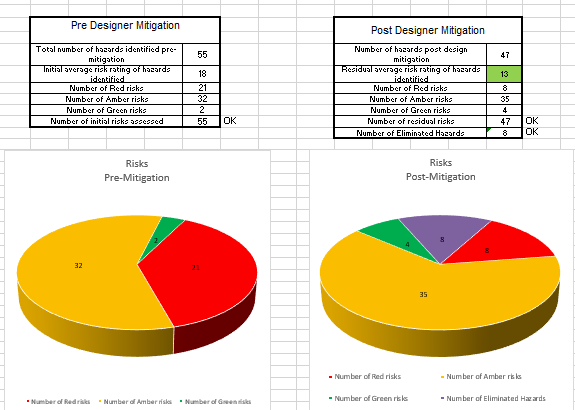 Pre Designer Mitigation
Total number of hazards identified pre-
mitigation
55
Initial average risk rating of hazards
identified
18
Number of Red risks
21
Number of Amber risks
32
Number of Green risks
2
Number of initial risks assessed
55
OK
Post Designer Mitigation
Number of hazards post design
mitigation
47
Residual average risk rating of hazards
identified
13
Number of Red risks
8
Number of Amber risks
35
Number of Green risks
4
Number of residual risks
47
OK
Number of Eliminated Hazards
8
OK
Risks
Pre-Mitigation
2
32
21
Number of Red risks
Number of Amber risks
Number of Green risks
Risks
Post-Mitigation
8
4
8
35
Number of Red risks
Number of Amber risks
Number of Green risks
Number of Eliminated Hazards